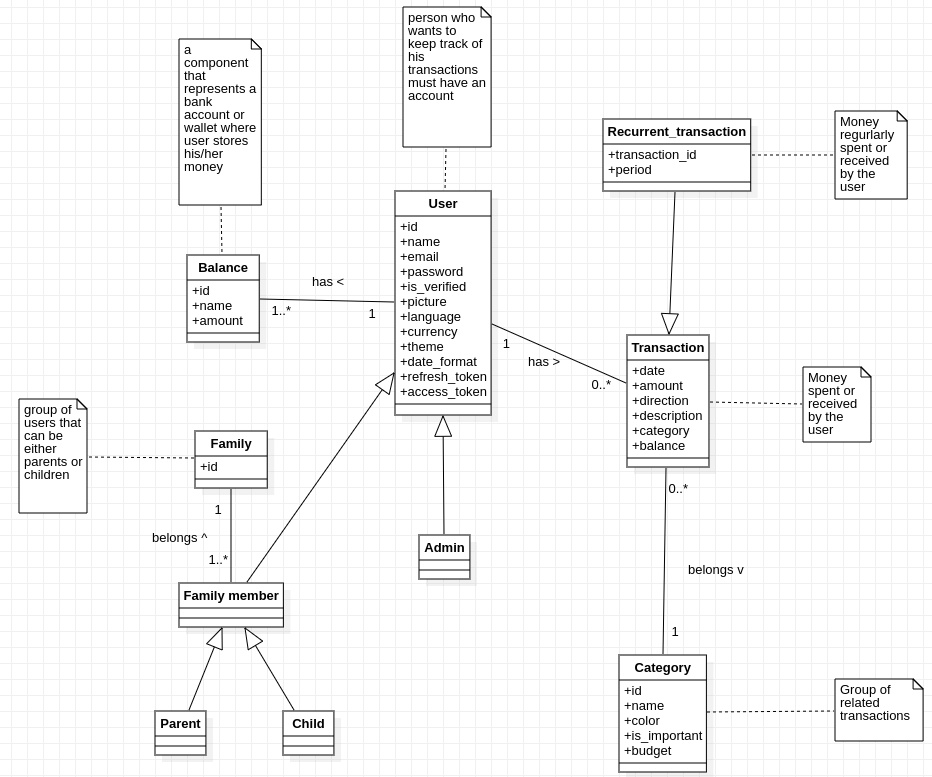 a
component
that
represents a
bank
account or
wallet where
user stores
his/her
money
person who
wants to
keep track of
his
transactions
must have an
account
Recurrent_transaction
+transaction_id
+period
Money
regurlarly
spent or
received
by the
user
User
+id
+name
+email
+password
+is_verified
+picture
+language
+currency
+theme
+date_format
+refresh_token
+access_token
Balance
+id
+name
+amount
has <
1..*
1
1
has >
0..*
Transaction
+date
+amount
+direction
+description
+category
+balance
Money
spent or
received
by the
user
group of
users that
can be
either
parents or
children
Family
+id
1
belongs ^
1..*
Family member
Admin
0..*
belongs v
1
Parent
Child
Category
+id
+name
+color
+is_important
+budget
Group of
related
transactions